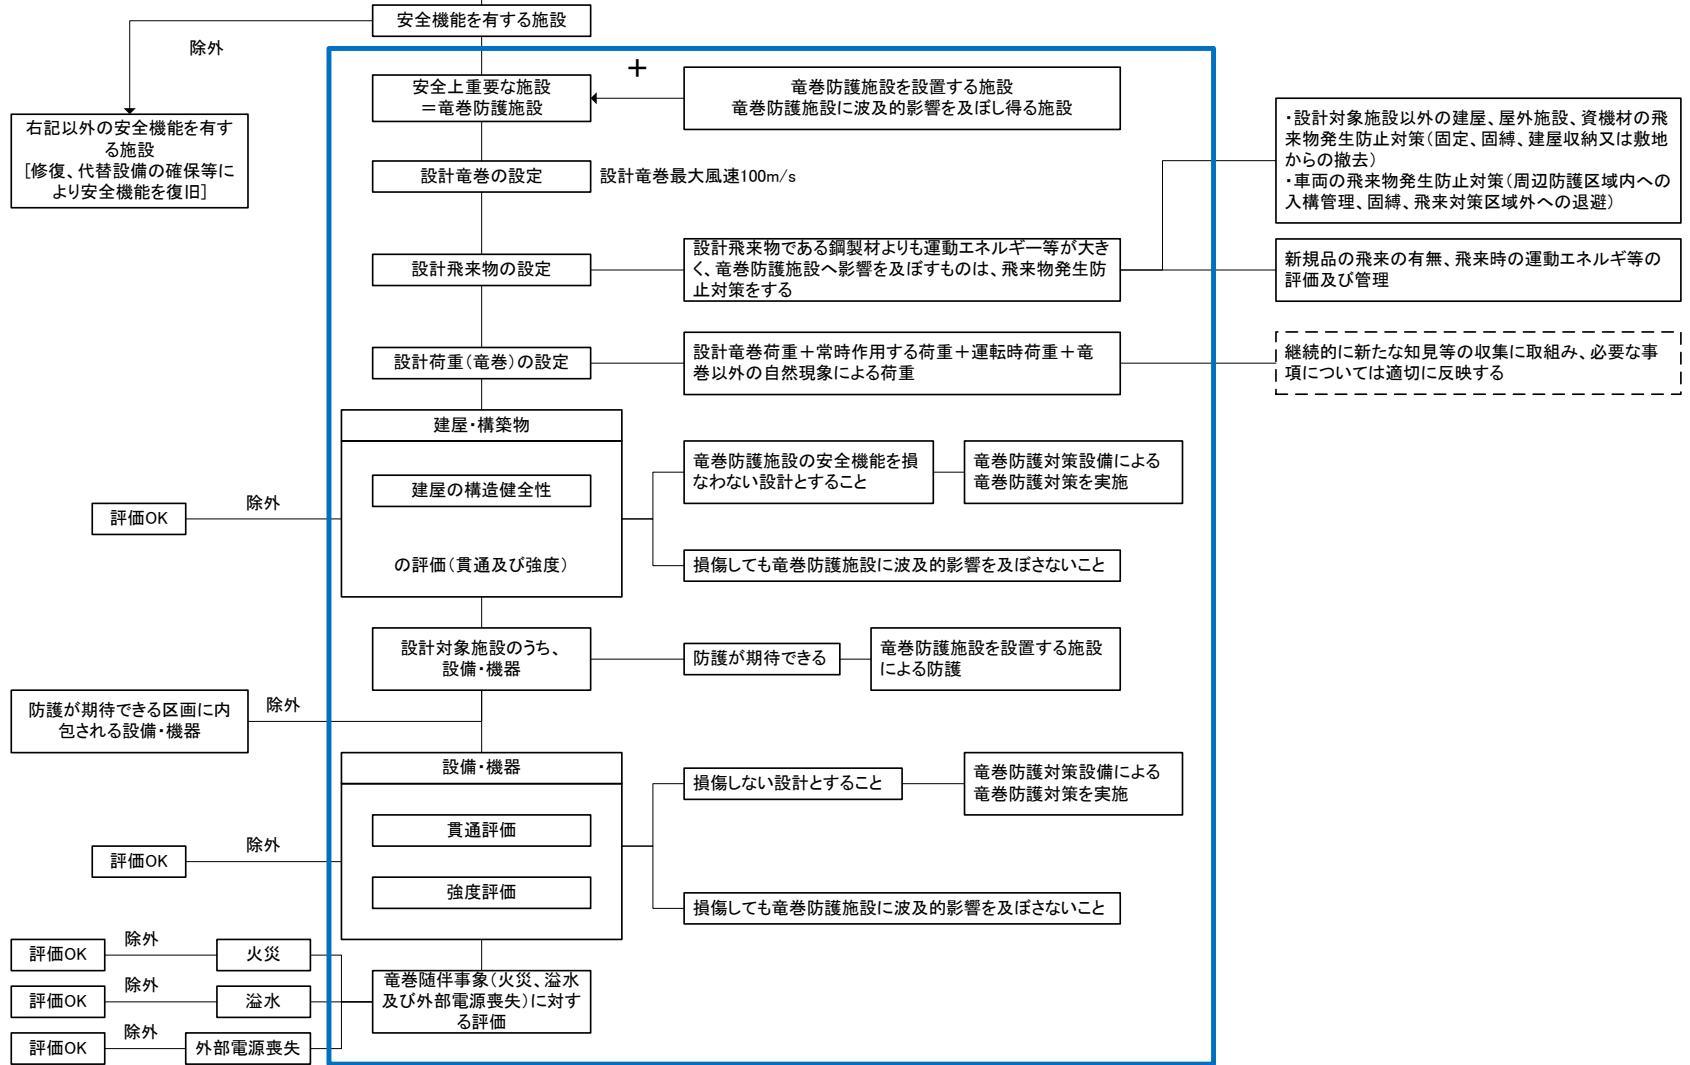 安全機能を有する施設
除外
安全上重要な施設
＝竜巻防護施設
＋
竜巻防護施設を設置する施設
竜巻防護施設に波及的影響を及ぼし得る施設
右記以外の安全機能を有す
る施設
[修復、代替設備の確保等に
より安全機能を復旧]
・設計対象施設以外の建屋、屋外施設、資機材の飛
来物発生防止対策（固定、固縛、建屋収納又は敷地
からの撤去）
・車両の飛来物発生防止対策（周辺防護区域内への
入構管理、固縛、飛来対策区域外への退避）
設計竜巻の設定
設計竜巻最大風速100m/s
設計飛来物の設定
設計飛来物である鋼製材よりも運動エネルギー等が大き
く、竜巻防護施設へ影響を及ぼすものは、飛来物発生防
止対策をする
新規品の飛来の有無、飛来時の運動エネルギ等の
評価及び管理
設計荷重（竜巻）の設定
設計竜巻荷重＋常時作用する荷重＋運転時荷重＋竜
巻以外の自然現象による荷重
継続的に新たな知見等の収集に取組み、必要な事
項については適切に反映する
建屋・構築物
建屋の構造健全性
の評価（貫通及び強度）
評価OK
除外
竜巻防護施設の安全機能を損
なわない設計とすること
竜巻防護対策設備による
竜巻防護対策を実施
損傷しても竜巻防護施設に波及的影響を及ぼさないこと
設計対象施設のうち、
設備・機器
防護が期待できる
竜巻防護施設を設置する施設
による防護
防護が期待できる区画に内
包される設備・機器
除外
設備・機器
貫通評価
強度評価
評価OK
除外
損傷しない設計とすること
竜巻防護対策設備による
竜巻防護対策を実施
損傷しても竜巻防護施設に波及的影響を及ぼさないこと
評価OK
除外
火災
評価OK
除外
溢水
評価OK
除外
外部電源喪失
竜巻随伴事象（火災、溢水
及び外部電源喪失）に対す
る評価